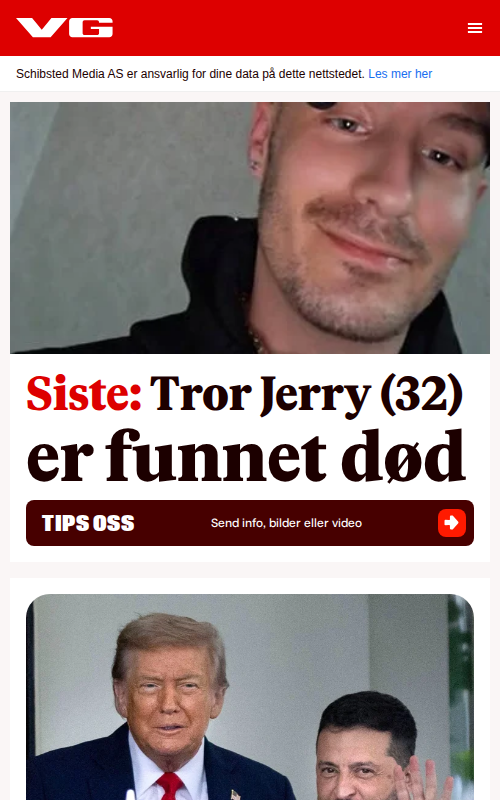 VG
Schibsted Media AS er ansvarlig for dine data på dette nettstedet. Les mer her
Siste: Tror Jerry (32)
er funnet død
TIPS OSS
Send info, bilder eller video